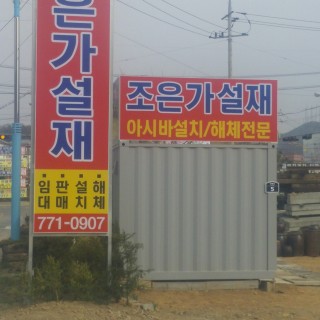 조은가설재
임대 판매 설치 해체
771-0907
조은가설재
아시바설치/해체전문